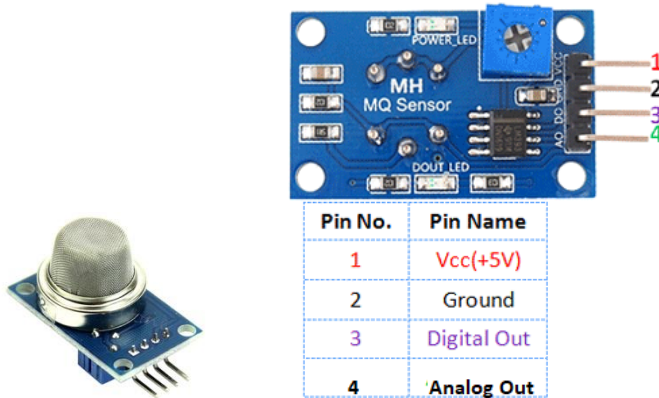 POWER_LED
MH
MQ Sensor
DOUT_LED
VCC
GND
DO
AO
1
2
3
4
Pin No. Pin Name
1 Vcc(+5V)
2 Ground
3 Digital Out
4 Analog Out